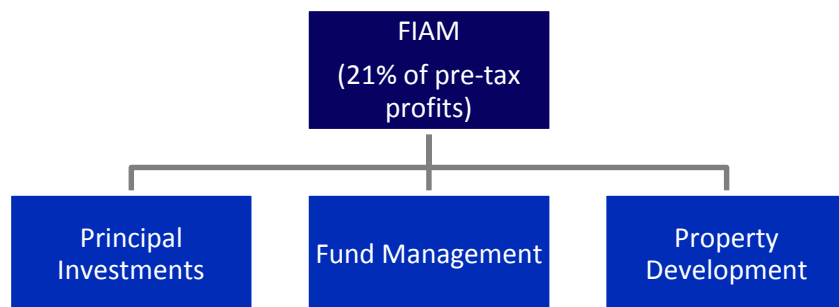 FIAM
(21% of pre-tax
profits)
Principal
Investments
Fund Management
Property
Development